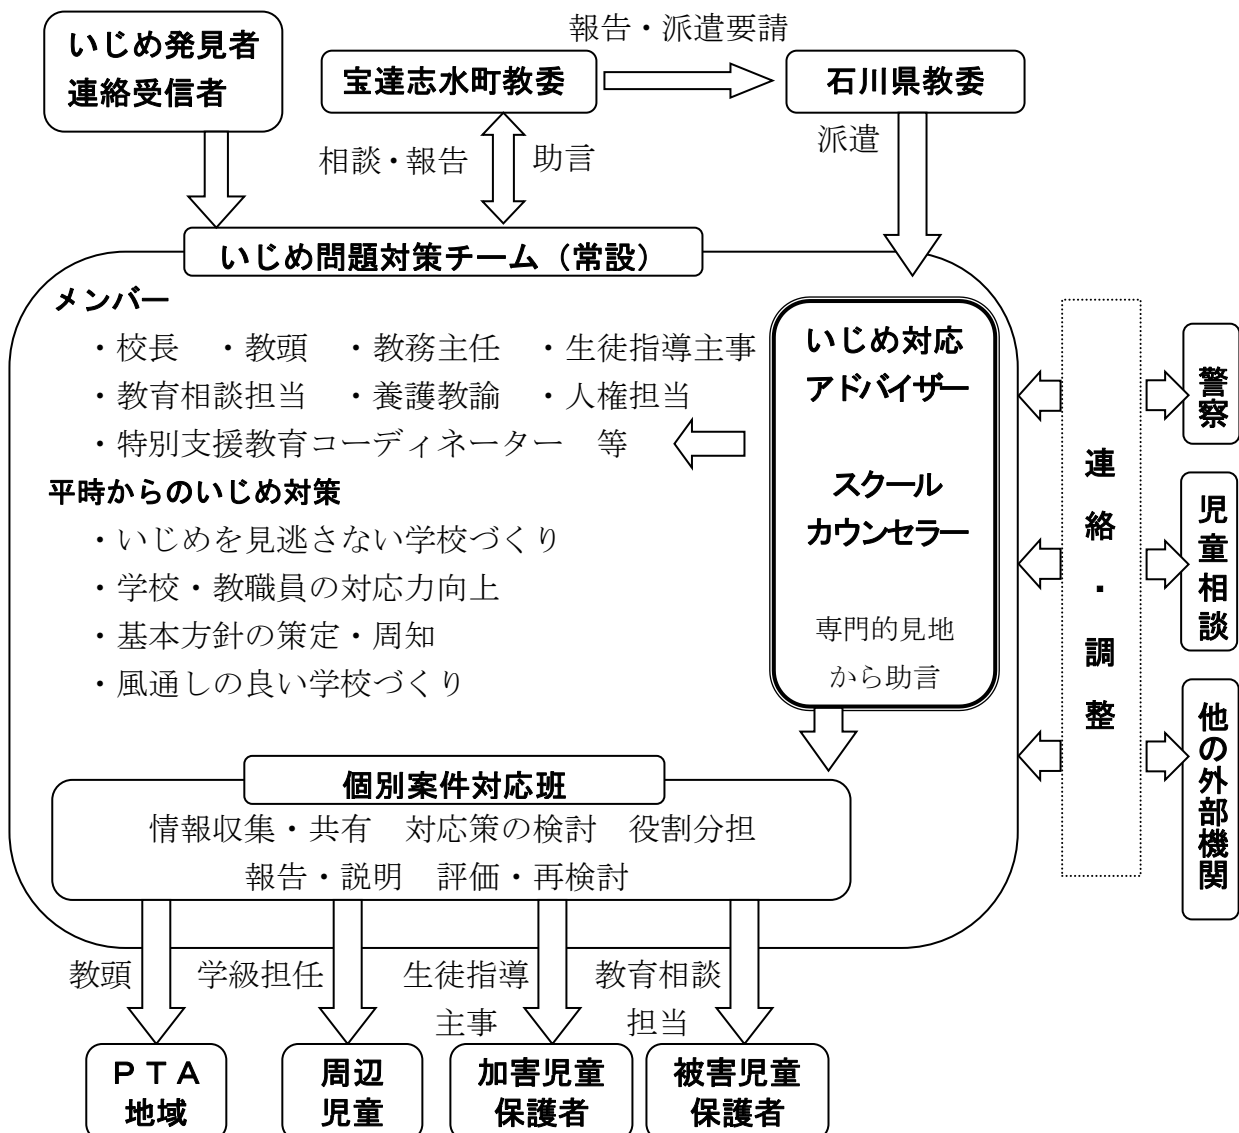 いじめ発見者
連絡受信者
報告・派遣要請
宝達志水町教委
石川県教委
相談・報告
助言
派遣
いじめ問題対策チーム（常設）
メンバー
・校長　・教頭　・教務主任　・生徒指導主事
・教育相談担当　・養護教諭　・人権担当
・特別支援教育コーディネーター　等
平時からのいじめ対策
・いじめを見逃さない学校づくり
・学校・教職員の対応力向上
・基本方針の策定・周知
・風通しの良い学校づくり
いじめ対応
アドバイザー
スクール
カウンセラー
専門的見地
から助言
連絡・調整
警察
児童相談
他の外部機関
個別案件対応班
情報収集・共有　対応策の検討　役割分担
報告・説明　評価・再検討
教頭
学級担任
生徒指導
主事
教育相談
担当
ＰＴＡ
地域
周辺
児童
加害児童
保護者
被害児童
保護者